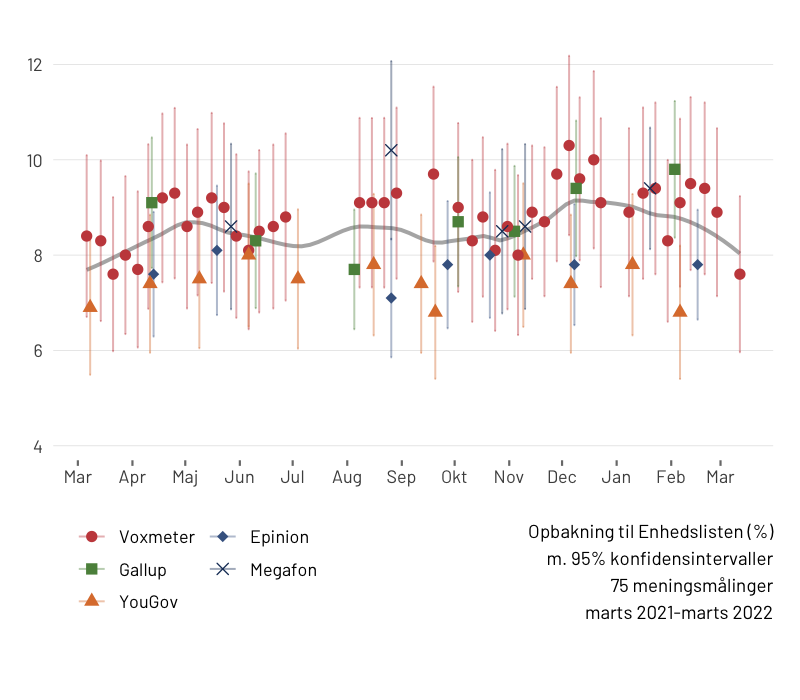 12
10
8
6
4
Mar Apr Maj Jun Jul Aug Sep Okt Nov Dec Jan Feb Mar
Voxmeter Epinion
Gallup Megafon
YouGov
Opbakning til Enhedslisten (%)
m. 95% konfidensintervaller
75 meningsmålinger
marts 2021-marts 2022